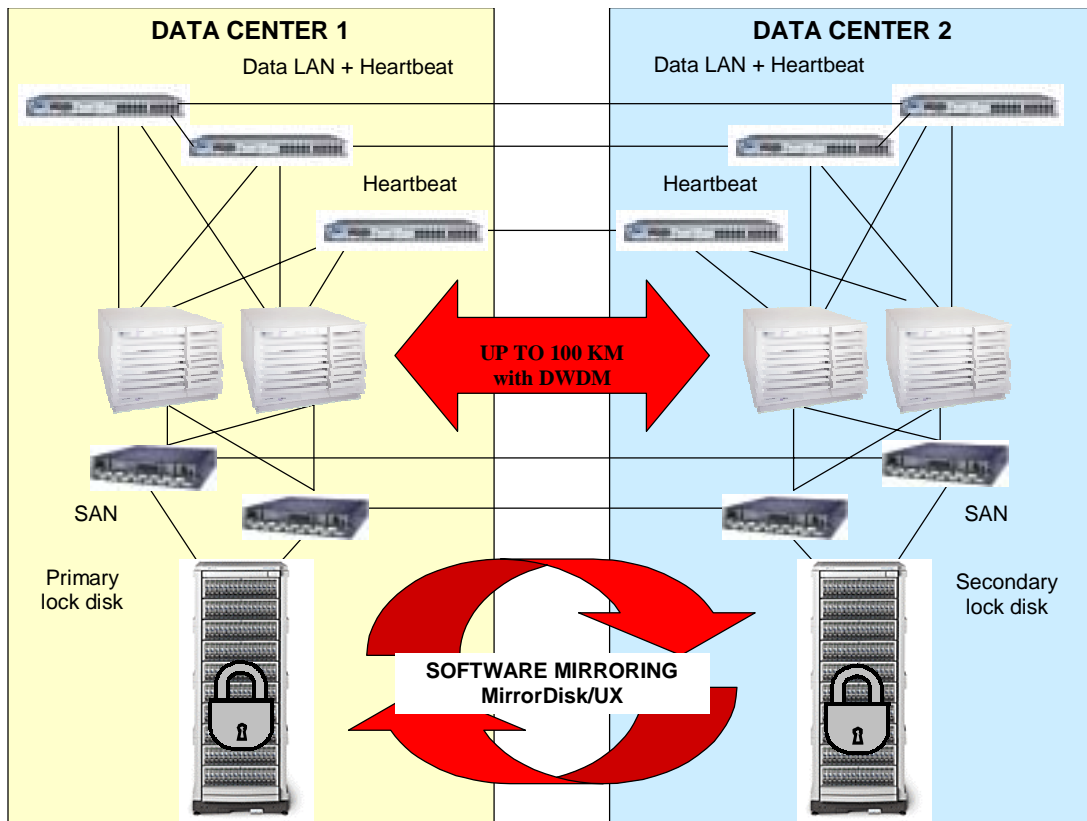 DATA CENTER 1
DATA CENTER 2
Data LAN + Heartbeat
Data LAN + Heartbeat
Heartbeat
Heartbeat
UP TO 100 KM
with DWDM
SAN
SAN
Primary
lock disk
Secondary
lock disk
SOFTWARE MIRRORING
MirrorDisk/UX